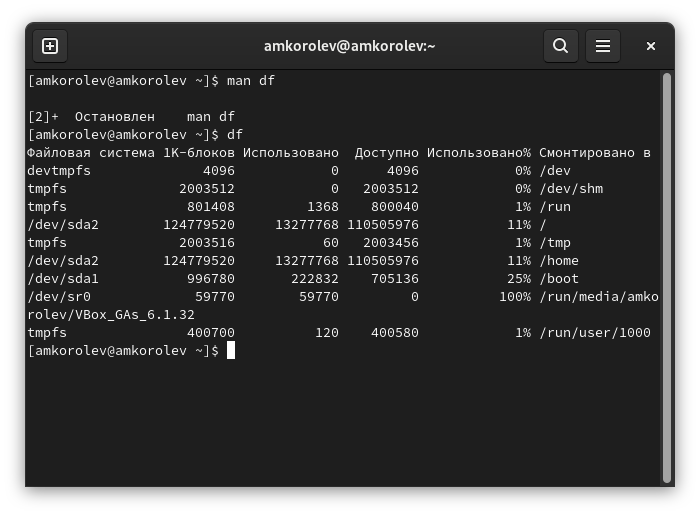 amkorolev@amkorolev:~
[amkorolev@amkorolev ~]$ man df
[2]+  Остановлен    man df
[amkorolev@amkorolev ~]$ df
Файловая система 1K-блоков Использовано  Доступно Использовано% Cмонтировано в
devtmpfs              4096            0      4096            0% /dev
tmpfs              2003512            0   2003512            0% /dev/shm
tmpfs               801408         1368    800040            1% /run
/dev/sda2        124779520     13277768 110505976           11% /
tmpfs              2003516           60   2003456            1% /tmp
/dev/sda2        124779520     13277768 110505976           11% /home
/dev/sda1           996780       222832    705136           25% /boot
/dev/sr0             59770        59770         0          100% /run/media/amko
rolev/VBox_GAs_6.1.32
tmpfs               400700          120    400580            1% /run/user/1000
[amkorolev@amkorolev ~]$